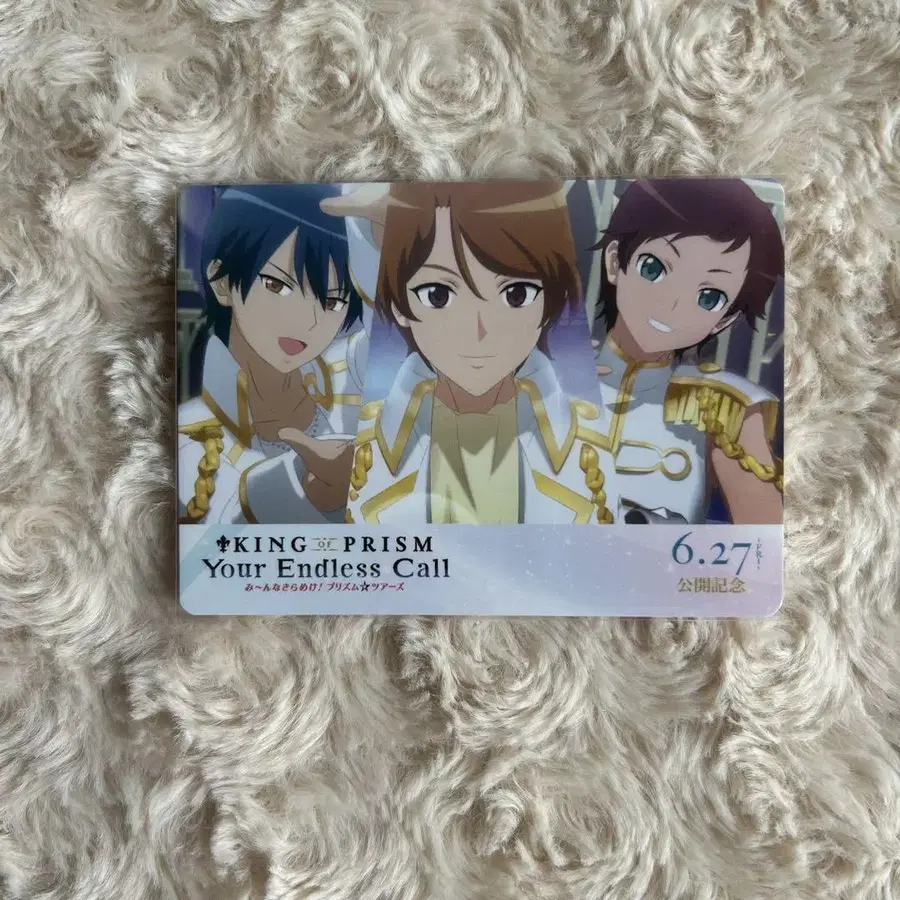 KING OF PRISM
Your Endless Call
み～んなきらめけ！プリズム☆ツアーズ
6.27 -FRI-
公開記念